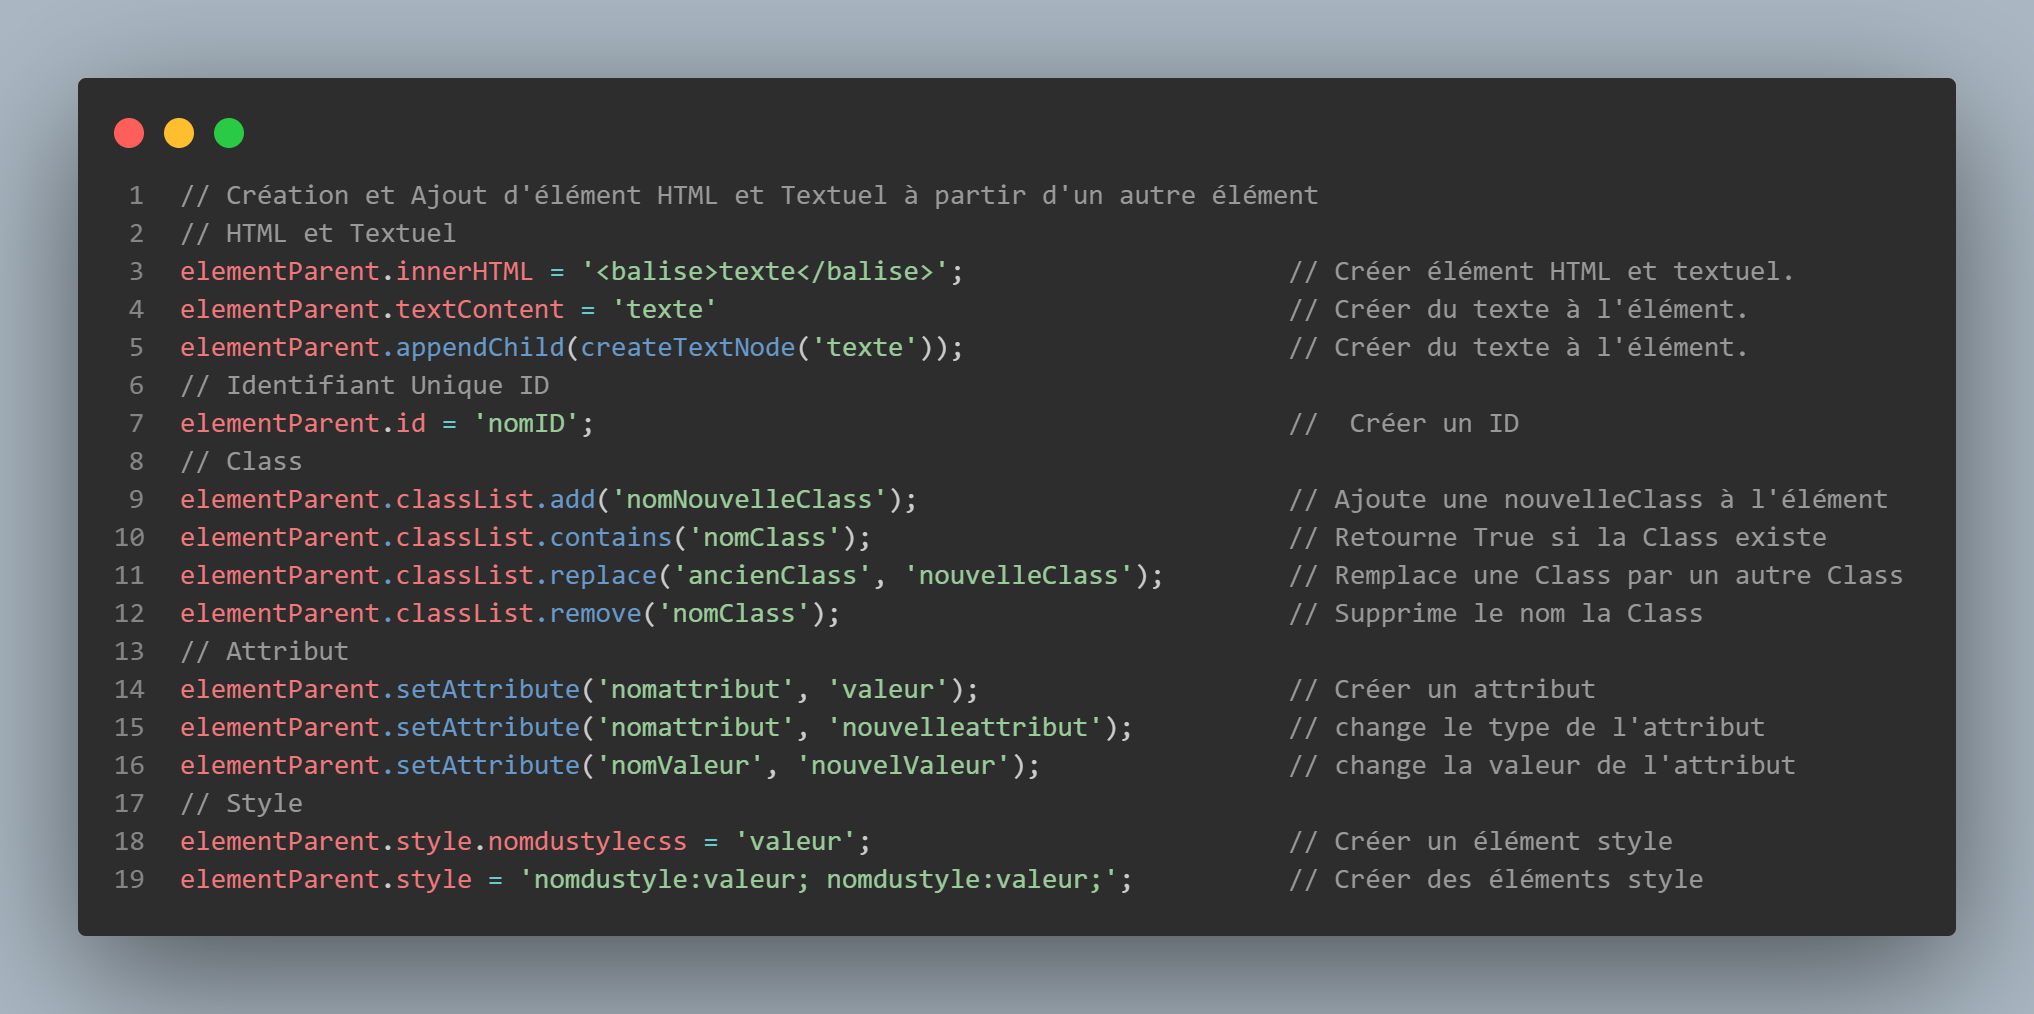 1 // Création et Ajout d'élément HTML et Textuel à partir d'un autre élément
2 // HTML et Textuel
3 elementParent.innerHTML = '<balise>texte</balise>'; // Créer élément HTML et textuel.
4 elementParent.textContent = 'texte' // Créer du texte à l'élément.
5 elementParent.appendChild(createTextNode('texte')); // Créer du texte à l'élément.
6 // Identifiant Unique ID
7 elementParent.id = 'nomID'; //  Créer un ID
8 // Class
9 elementParent.classList.add('nomNouvelleClass'); // Ajoute une nouvelleClass à l'élément
10 elementParent.classList.contains('nomClass'); // Retourne True si la Class existe
11 elementParent.classList.replace('ancienClass', 'nouvelleClass'); // Remplace une Class par un autre Class
12 elementParent.classList.remove('nomClass'); // Supprime le nom la Class
13 // Attribut
14 elementParent.setAttribute('nomattribut', 'valeur'); // Créer un attribut
15 elementParent.setAttribute('nomattribut', 'nouvelleattribut'); // change le type de l'attribut
16 elementParent.setAttribute('nomValeur', 'nouvelValeur'); // change la valeur de l'attribut
17 // Style
18 elementParent.style.nomdustylecss = 'valeur'; // Créer un élément style
19 elementParent.style = 'nomdustyle:valeur; nomdustyle:valeur;'; // Créer des éléments style